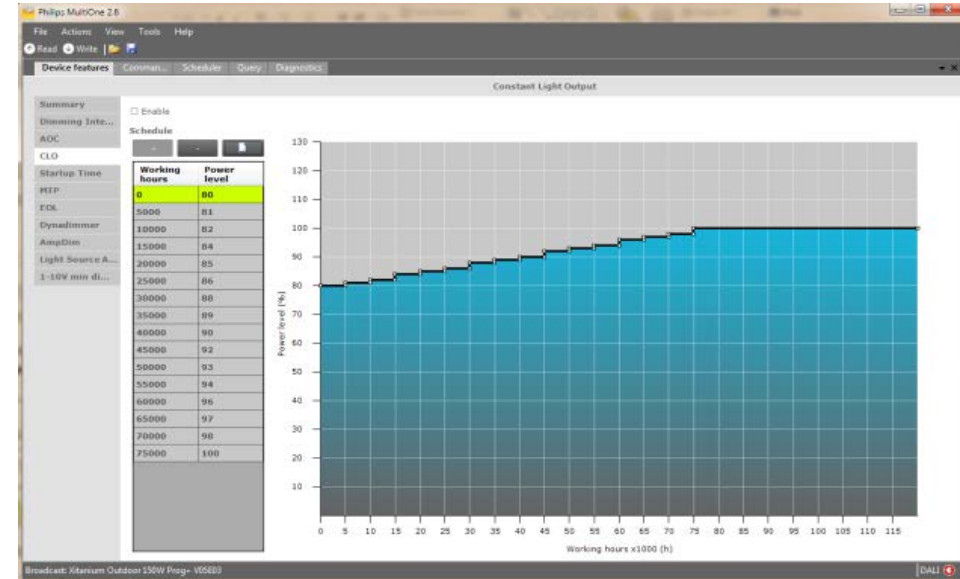 Philips MultiOne 2.6
File Actions View Tools Help
Read Write
Device features Comman... Scheduler Query Diagnostics
Constant Light Output
Summary
Dimming Inte...
AOC
CLO
Startup Time
MTP
EOL
Dynadimmer
AmpDim
Light Source A...
1-10V min di...
Enable
Schedule
+ -
Working hours Power level
0 80
5000 81
10000 82
15000 84
20000 85
25000 86
30000 88
35000 89
40000 90
45000 92
50000 93
55000 94
60000 96
65000 97
70000 98
75000 100
Power level (%)
130
120
110
100
90
80
70
60
50
40
30
20
10
0 5 10 15 20 25 30 35 40 45 50 55 60 65 70 75 80 85 90 95 100 105 110 115
Working hours x1000 (h)
Broadcast: Xitanium Outdoor 150W Prog+ V05E03
DALI